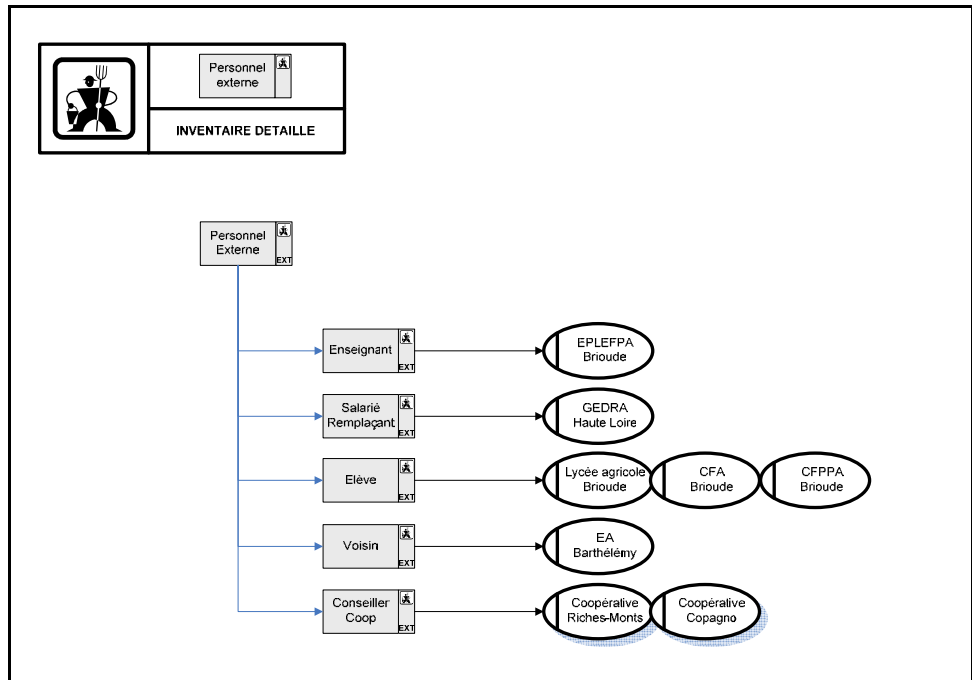 Personnel
externe
INVENTAIRE DETAILLE
Personnel
Externe
EXT
Enseignant
EXT
EPLEFPA
Brioude
Salarié
Remplaçant
EXT
GEDRA
Haute Loire
Elève
EXT
Lycée agricole
Brioude
CFA
Brioude
CFPPA
Brioude
Voisin
EXT
EA
Barthélémy
Conseiller
Coop
EXT
Coopérative
Riches-Monts
Coopérative
Copagno